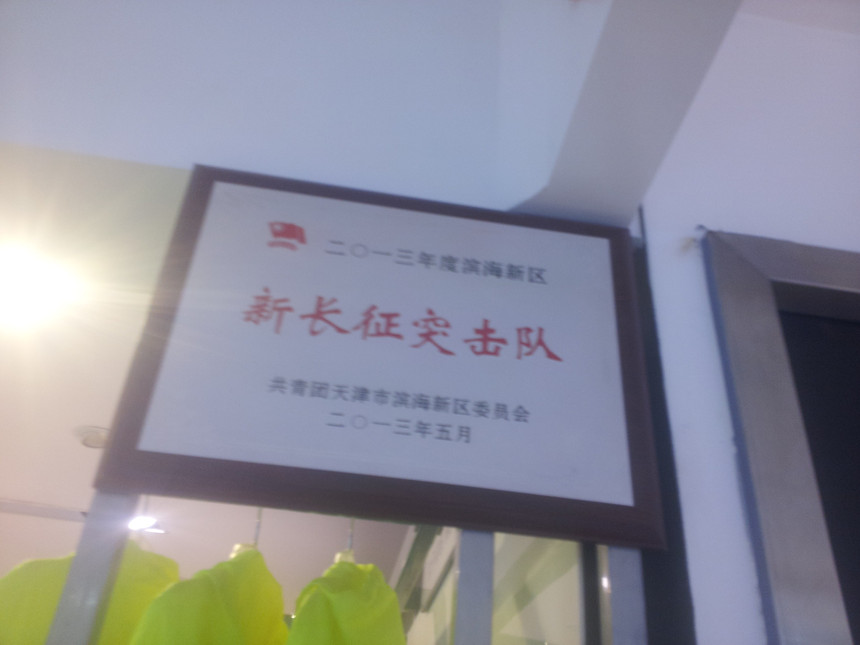 二〇一三年度滨海新区
新长征突击队
共青团天津市滨海新区委员会
二〇一三年五月